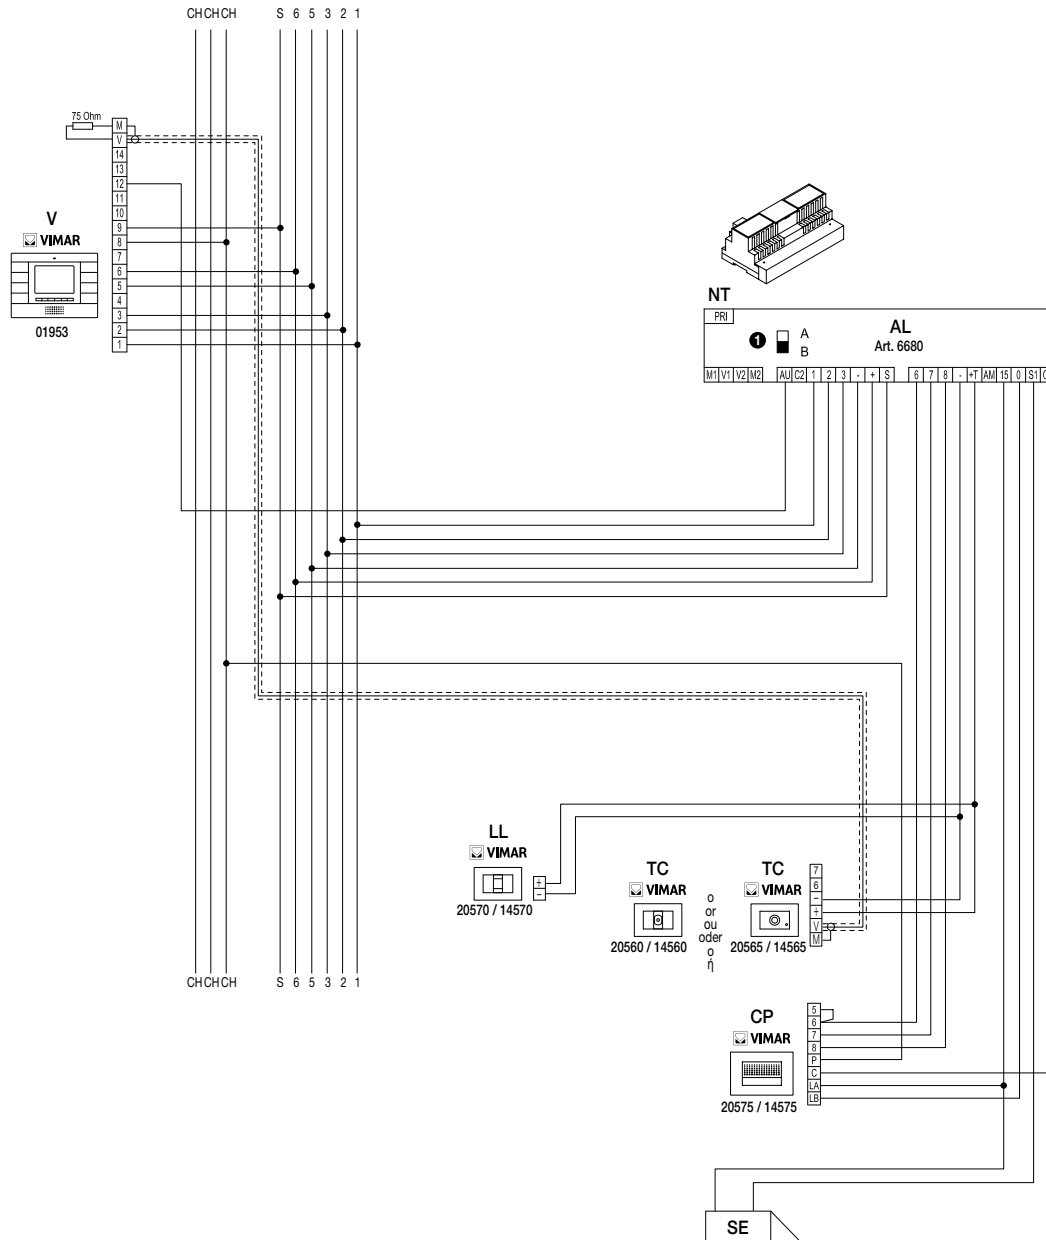 CH CH CH S 6 5 3 2 1
75 Ohm
M
V
14
13
12
11
10
9
8
7
6
5
4
3
2
1
V
VIMAR
01953
NT
PRI
1
A
B
AL
Art. 6680
M1 V1 V2 M2 AU C2 1 2 3 - + S 6 7 8 - +T AM 15 0 S1
LL
VIMAR
+
−
20570 / 14570
TC
VIMAR
20560 / 14560
o
or
ou
oder
o
ή
TC
VIMAR
20565 / 14565
7
6
−
+
V
M
CH CH CH S 6 5 3 2 1
CP
VIMAR
20575 / 14575
5
6
7
8
P
C
LA
LB
SE